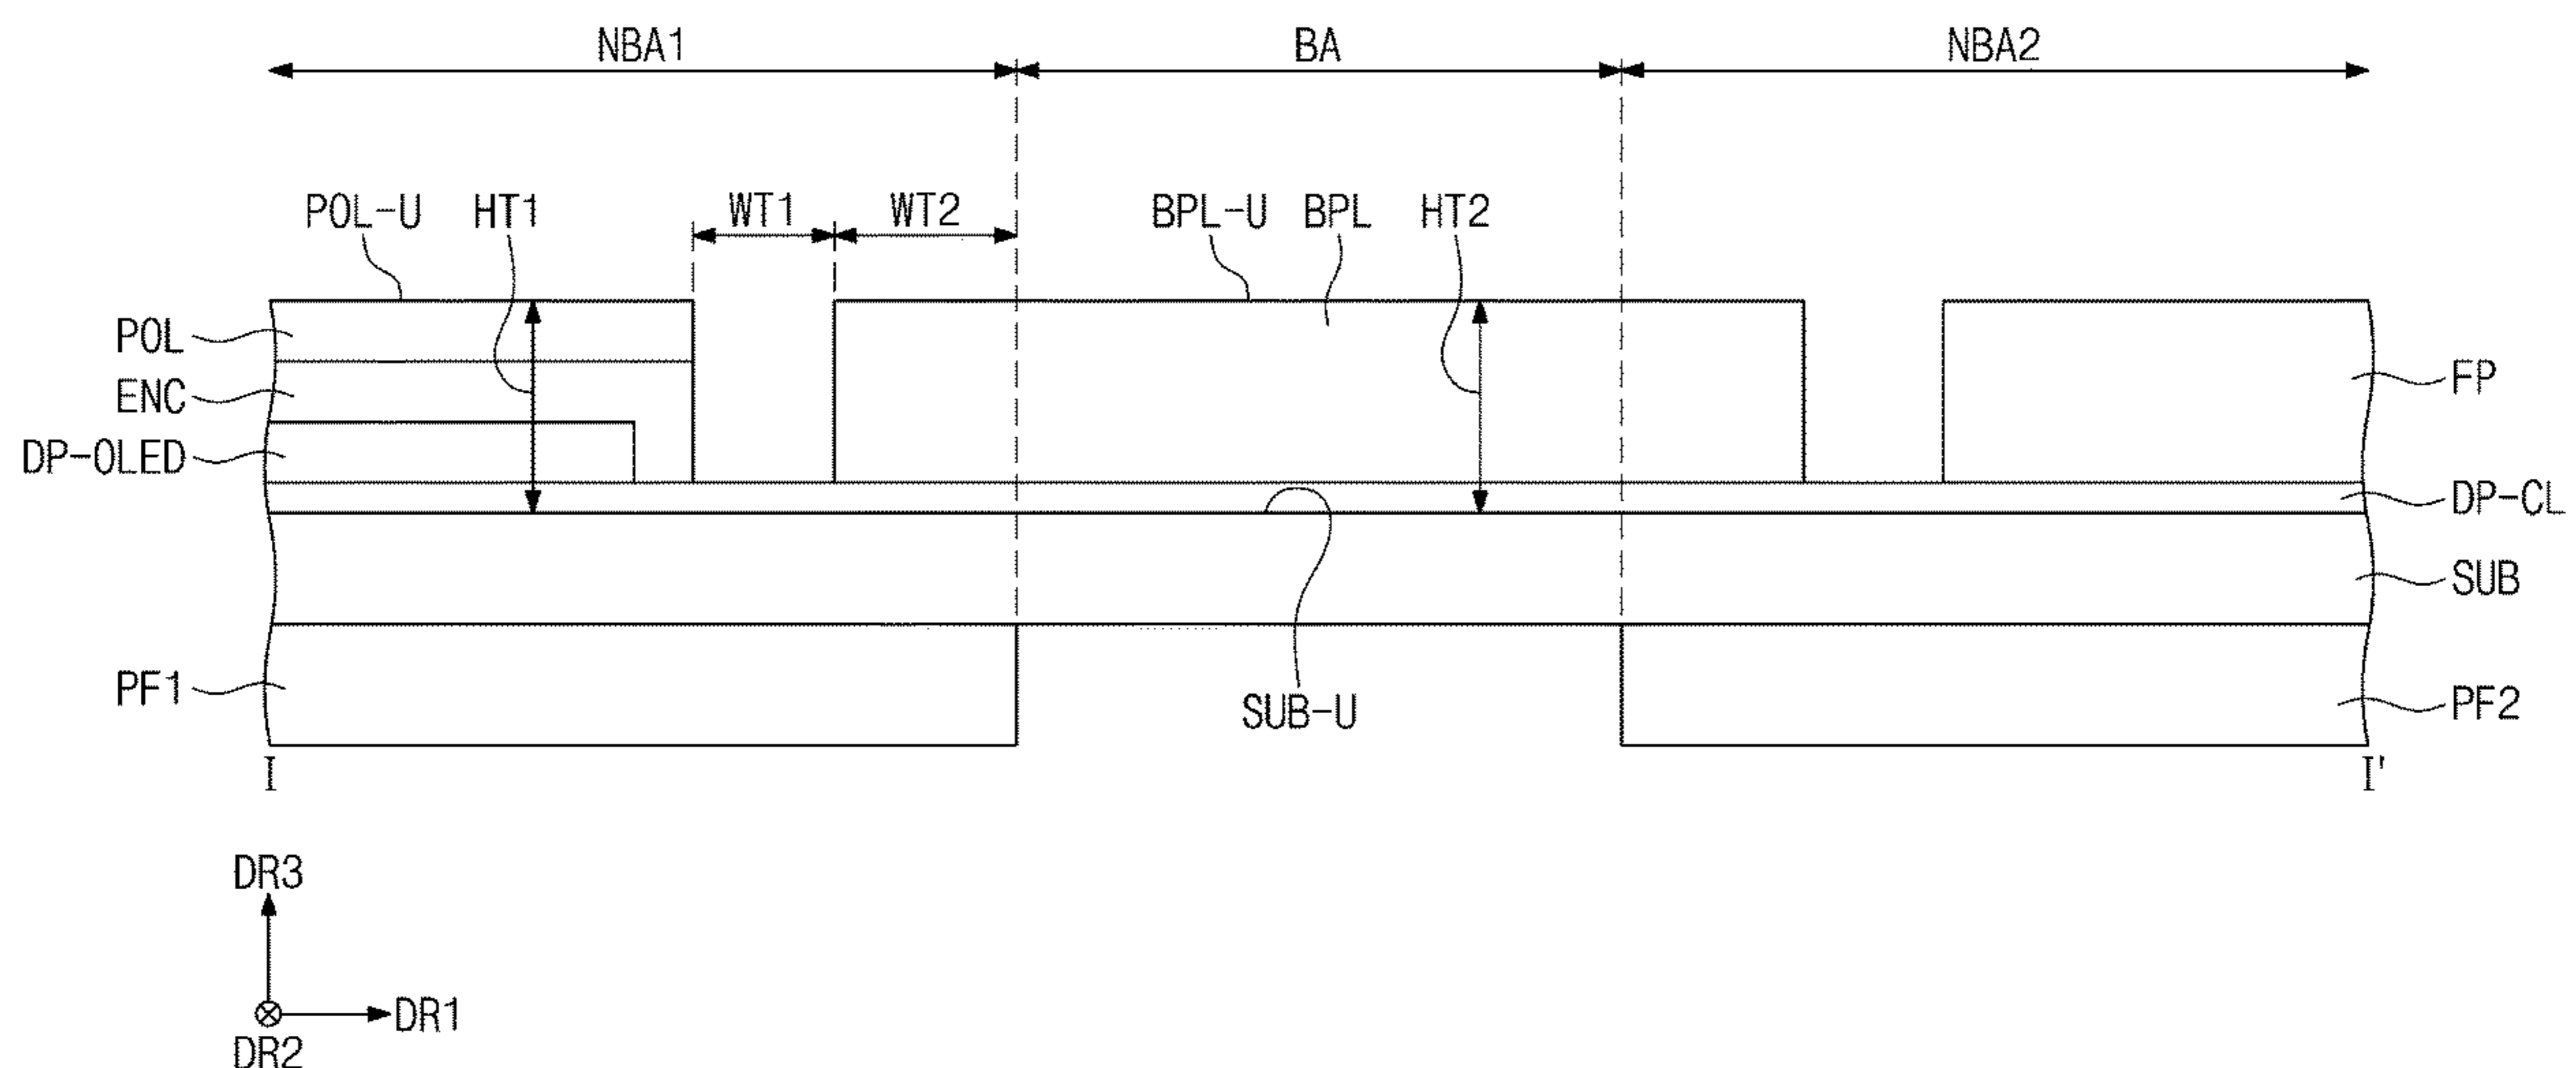 NBA1 BA NBA2
POL-U HT1 WT1 WT2 BPL-U BPL HT2
POL
ENC
FP
DP-OLED
DP-CL
SUB
PF1
SUB-U
PF2
I I'
DR3
DR1
DR2